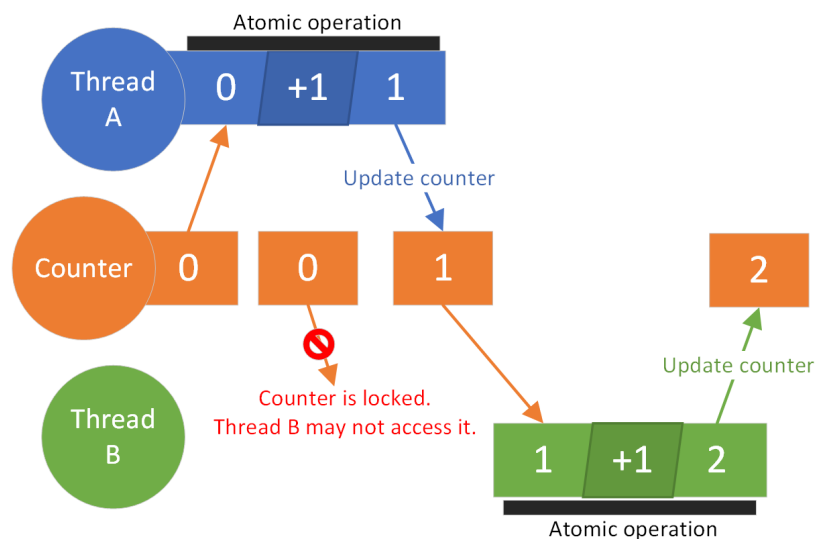 Atomic operation
Thread
A
0 +1 1
Update counter
Counter
0 0 1 2
Counter is locked.
Thread B may not access it.
Update counter
Thread
B
1 +1 2
Atomic operation